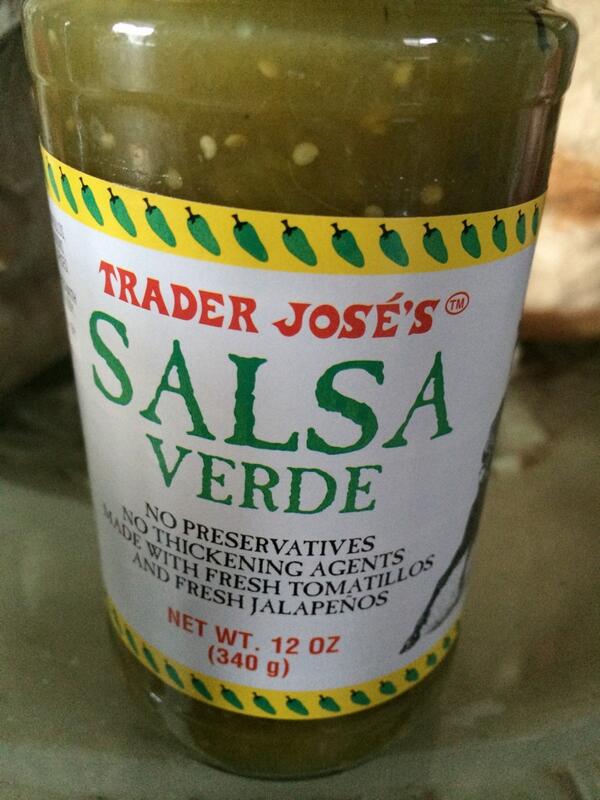 TRADER JOSÉ'S™
SALSA
VERDE
NO PRESERVATIVES
NO THICKENING AGENTS
MADE WITH FRESH TOMATILLOS
AND FRESH JALAPEÑOS
NET WT. 12 OZ
(340 g)